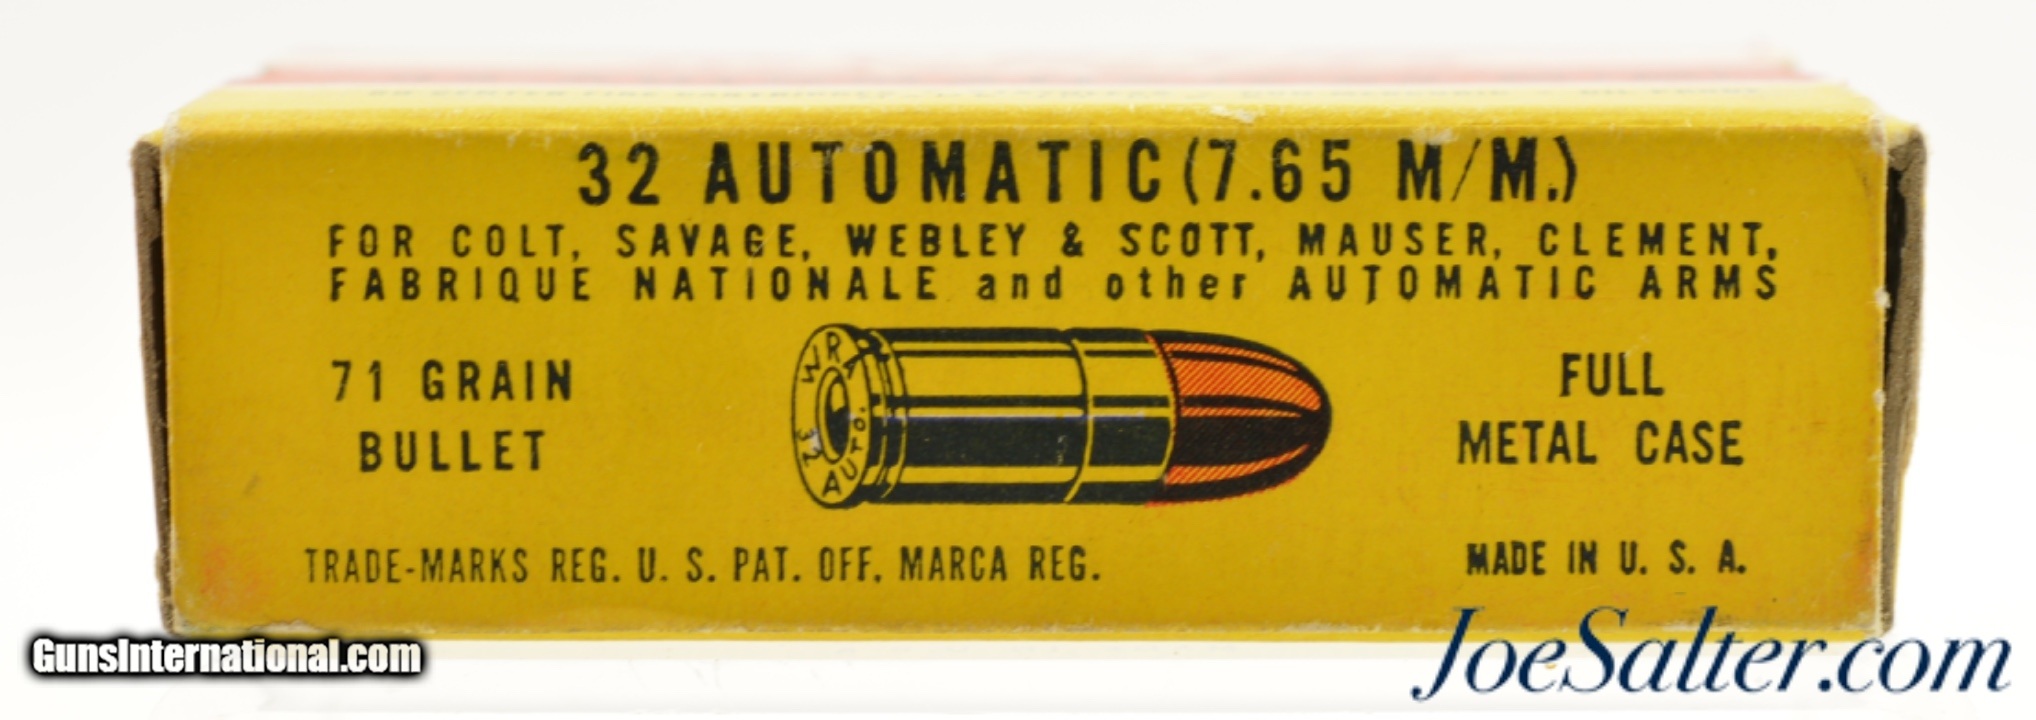 32 AUTOMATIC (7.65 M/M.)
FOR COLT, SAVAGE, WEBLEY & SCOTT, MAUSER, CLEMENT,
FABRIQUE NATIONALE and other AUTOMATIC ARMS
71 GRAIN
BULLET
W R A
32 AUTO.
FULL
METAL CASE
TRADE-MARKS REG. U. S. PAT. OFF. MARCA REG.
MADE IN U. S. A.
GunsInternational.com
JoeSalter.com